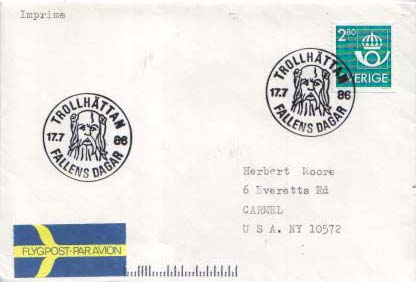 Imprime
2.80
SVERIGE
TROLLHÄTTAN
17.7 86
FALLENS DAGAR
TROLLHÄTTAN
17.7 86
FALLENS DAGAR
Herbert Moore
6 Everetts Rd
CARMEL
U S A. NY 10572
FLYGPOST·PAR AVION